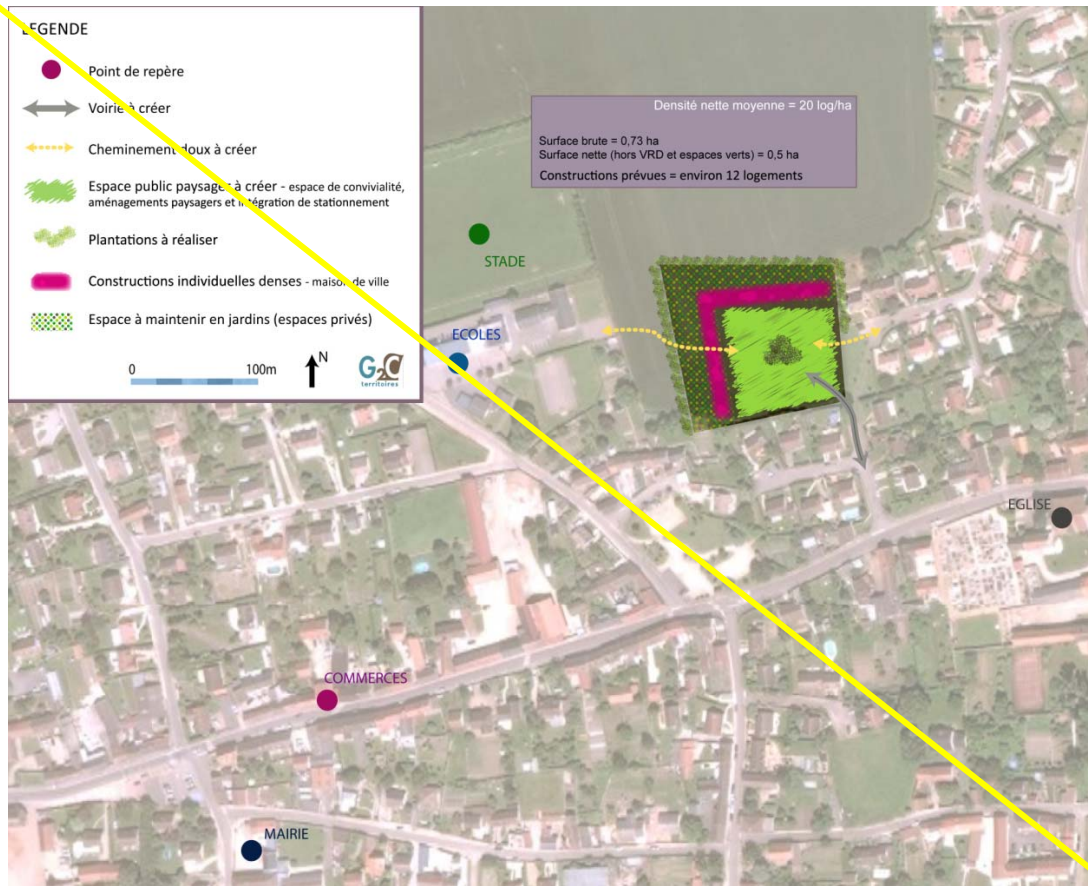 LEGENDE
Point de repère
Voirie à créer
Cheminement doux à créer
Espace public paysager à créer - espace de convivialité,
aménagements paysagers et intégration de stationnement
Plantations à réaliser
Constructions individuelles denses - maison de ville
Espace à maintenir en jardins (espaces privés)
0 100m
N
G2C
territoires
Densité nette moyenne = 20 log/ha
Surface brute = 0,73 ha
Surface nette (hors VRD et espaces verts) = 0,5 ha
Constructions prévues = environ 12 logements
STADE
ECOLES
EGLISE
COMMERCES
MAIRIE